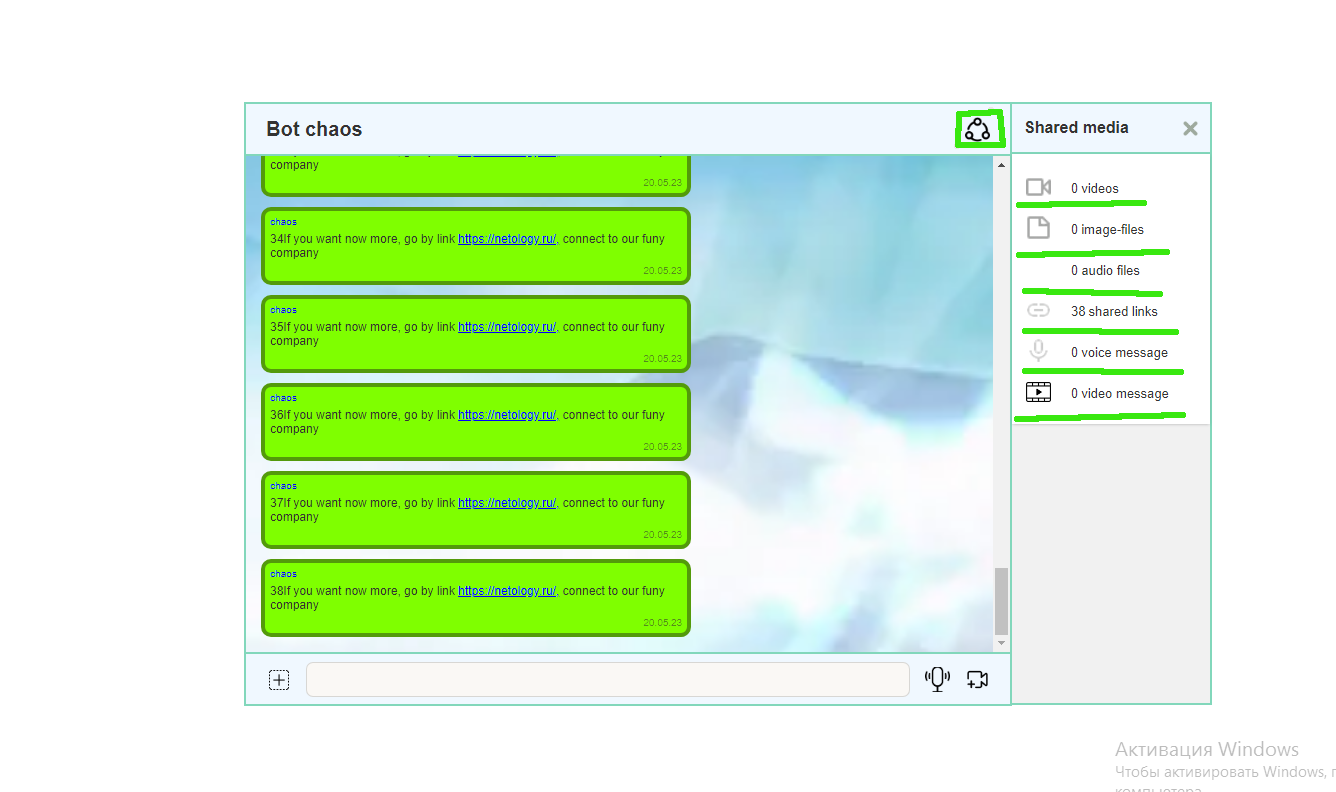 Bot chaos
Shared media
company
20.05.23
chaos
34If you want now more, go by link https://netology.ru/, connect to our funy
company
20.05.23
chaos
35If you want now more, go by link https://netology.ru/, connect to our funy
company
20.05.23
chaos
36If you want now more, go by link https://netology.ru/, connect to our funy
company
20.05.23
chaos
37If you want now more, go by link https://netology.ru/, connect to our funy
company
20.05.23
chaos
38If you want now more, go by link https://netology.ru/, connect to our funy
company
20.05.23
0 videos
0 image-files
0 audio files
38 shared links
0 voice message
0 video message
Активация Windows
Чтобы активировать Windows,